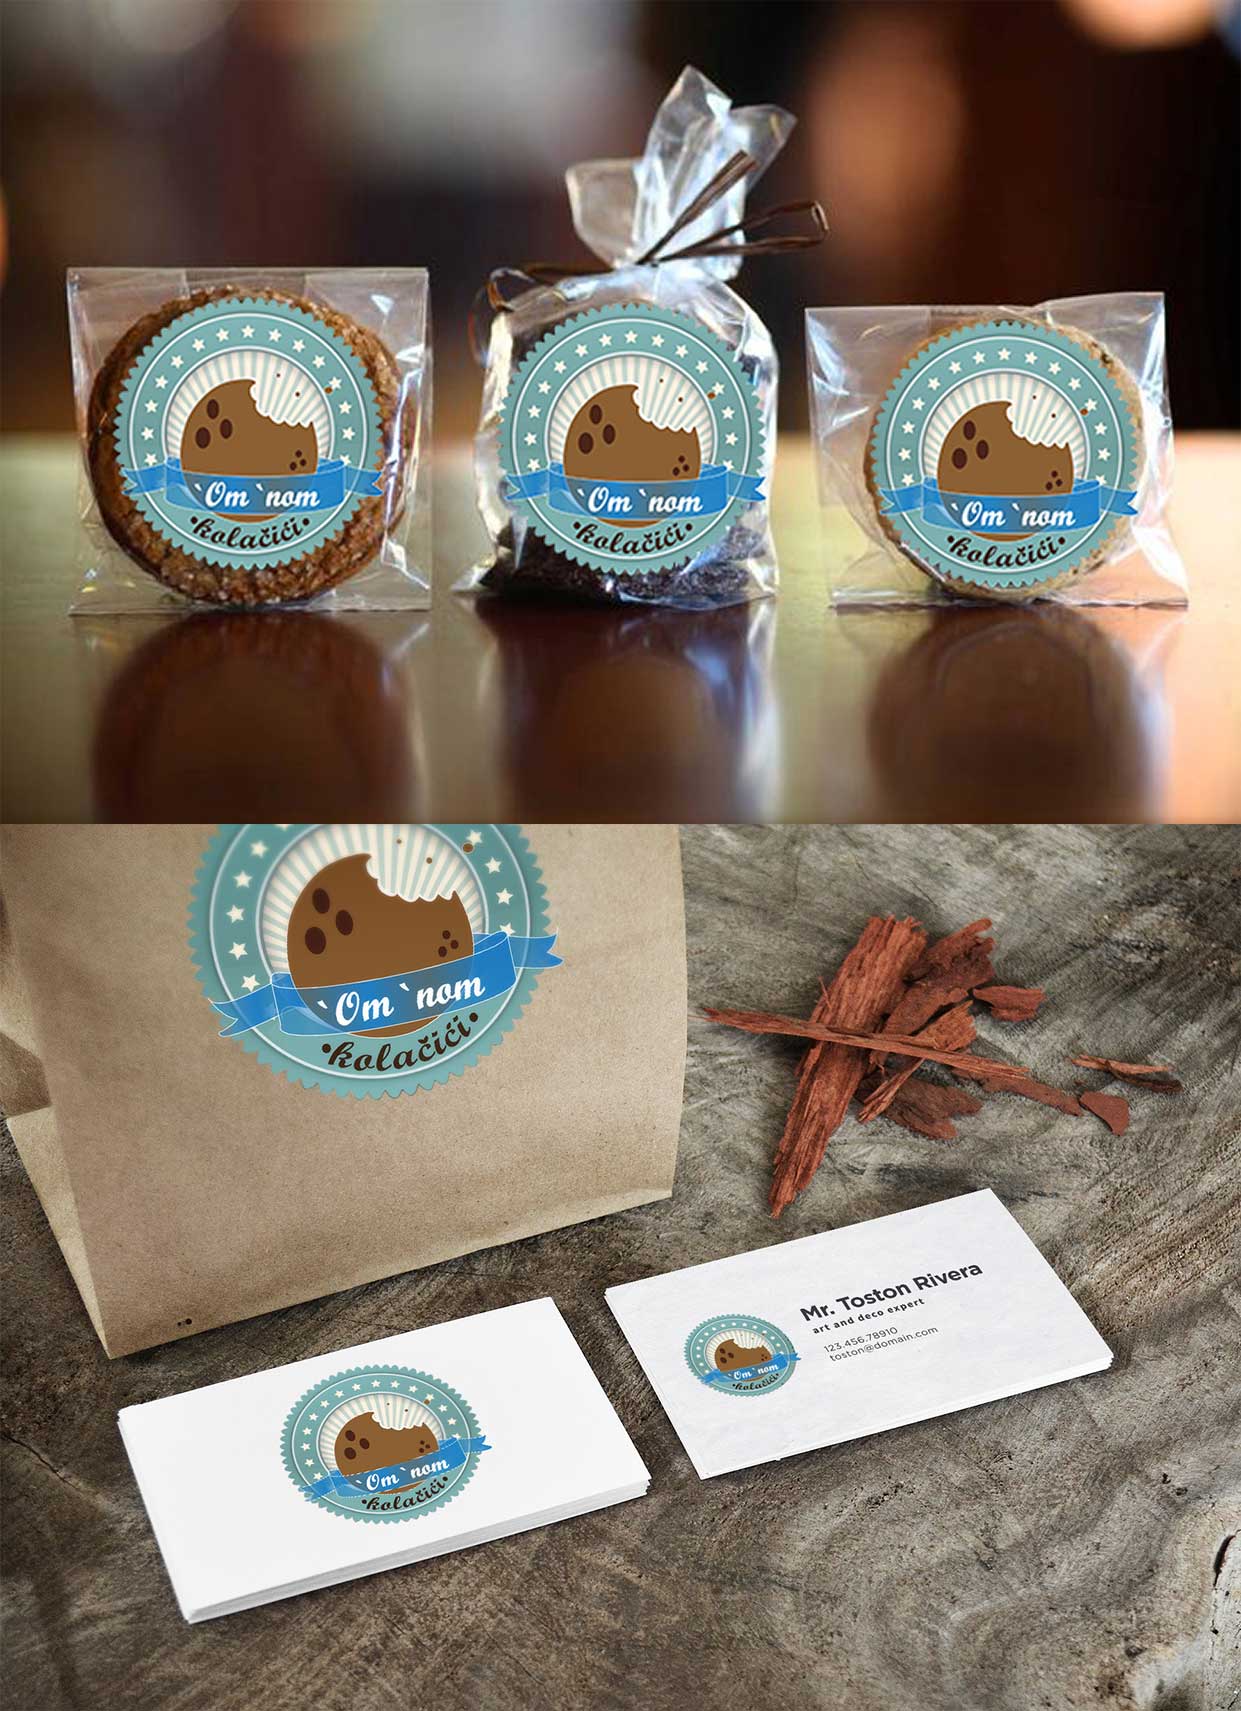 `Om `nom
•kolačići•
`Om `nom
•kolačići•
`Om `nom
•kolačići•
`Om `nom
•kolačići•
Mr. Toston Rivera
art and deco expert
123.456.78910
toston@domain.com
`Om `nom
•kolačići•
`Om `nom
•kolačići•